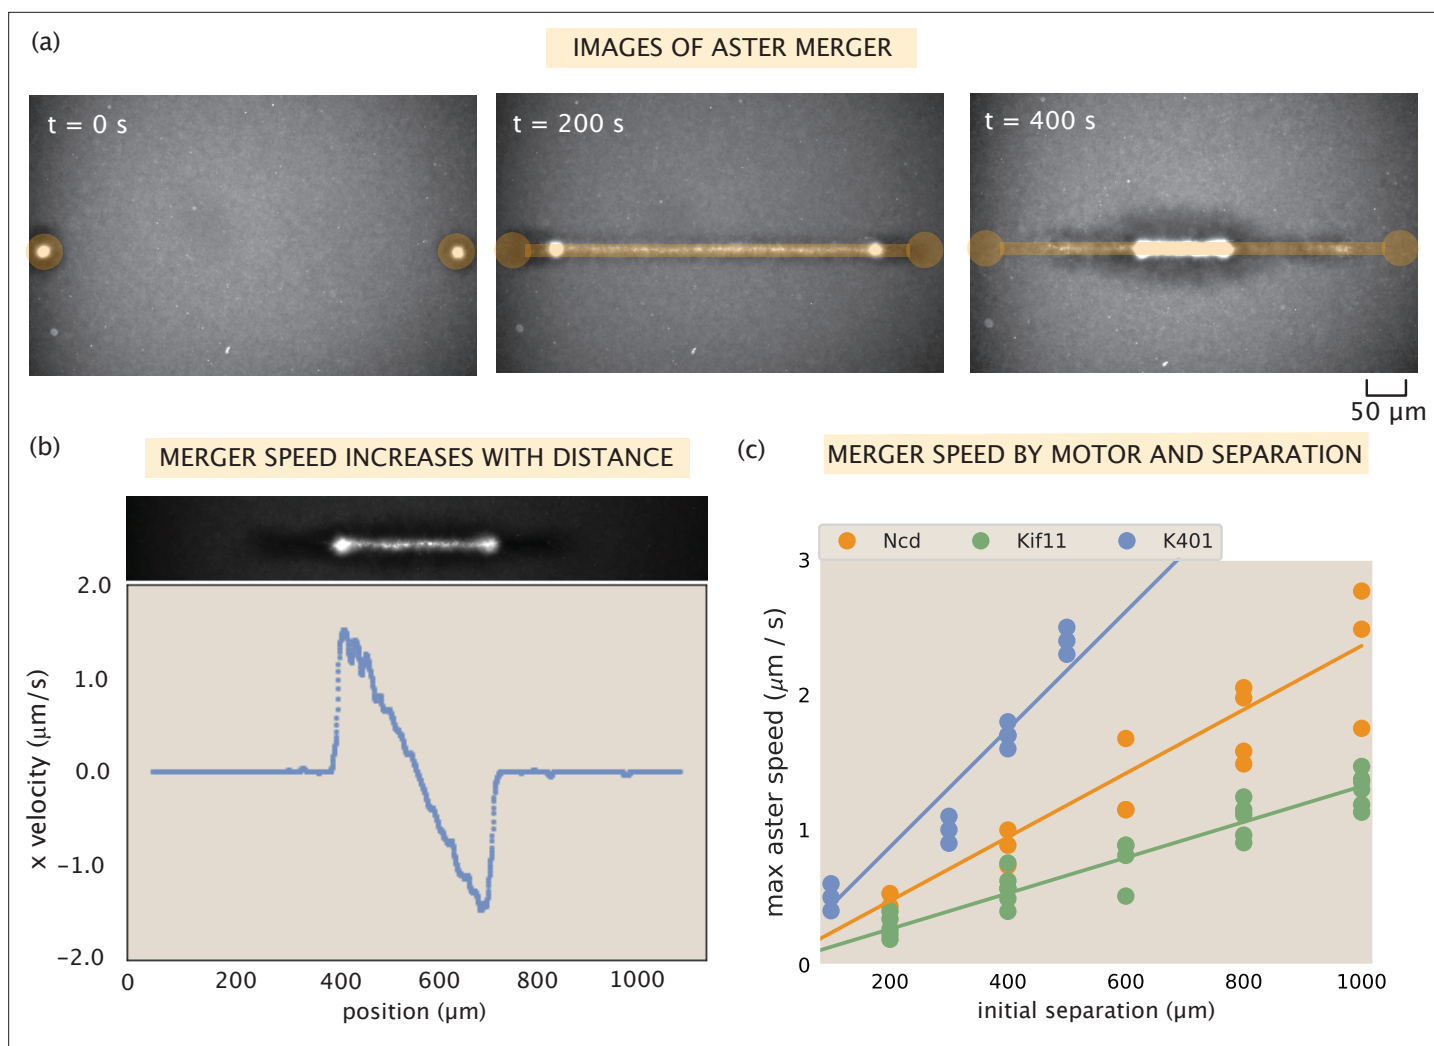 (a)
IMAGES OF ASTER MERGER
t = 0 s
t = 200 s
t = 400 s
50 µm
(b)
MERGER SPEED INCREASES WITH DISTANCE
2.0
1.0
0.0
−1.0
−2.0
x velocity (µm/s)
0 200 400 600 800 1000
position (µm)
(c)
MERGER SPEED BY MOTOR AND SEPARATION
Ncd Kif11 K401
3
2
1
0
max aster speed (µm / s)
200 400 600 800 1000
initial separation (µm)